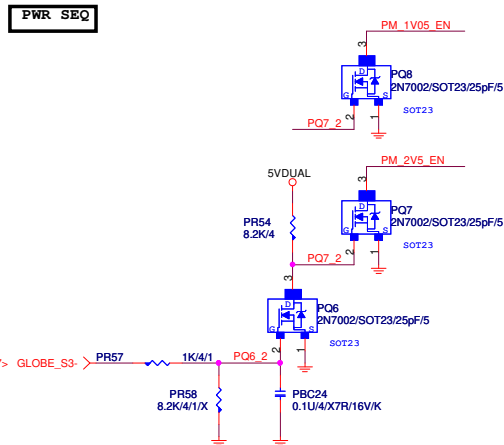 PWR SEQ
PM_1V05_EN
3
D
PQ8
2N7002/SOT23/25pF/5
G
S
SOT23
2
1
PQ7_2
PM_2V5_EN
5VDUAL
3
D
PQ7
2N7002/SOT23/25pF/5
G
S
PR54
8.2K/4
SOT23
2
1
PQ7_2
3
D
PQ6
2N7002/SOT23/25pF/5
G
S
SOT23
2
1
> GLOBE_S3-
PR57
1K/4/1
PQ6_2
PR58
8.2K/4/1/X
PBC24
0.1U/4/X7R/16V/K